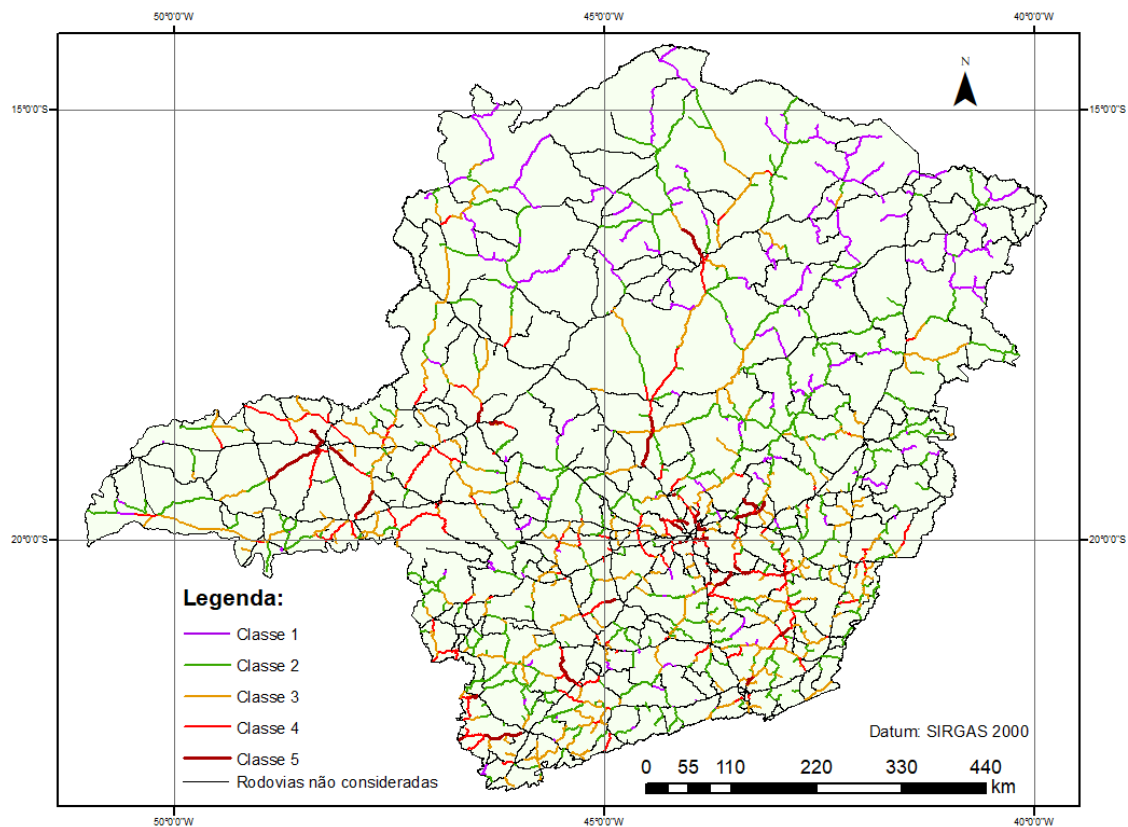 50°0'0"W 45°0'0"W 40°0'0"W
N
15°0'0"S 15°0'0"S
20°0'0"S 20°0'0"S
Legenda:
Classe 1
Classe 2
Classe 3
Classe 4
Classe 5
Rodovias não consideradas
Datum: SIRGAS 2000
0 55 110 220 330 440
km
50°0'0"W 45°0'0"W 40°0'0"W